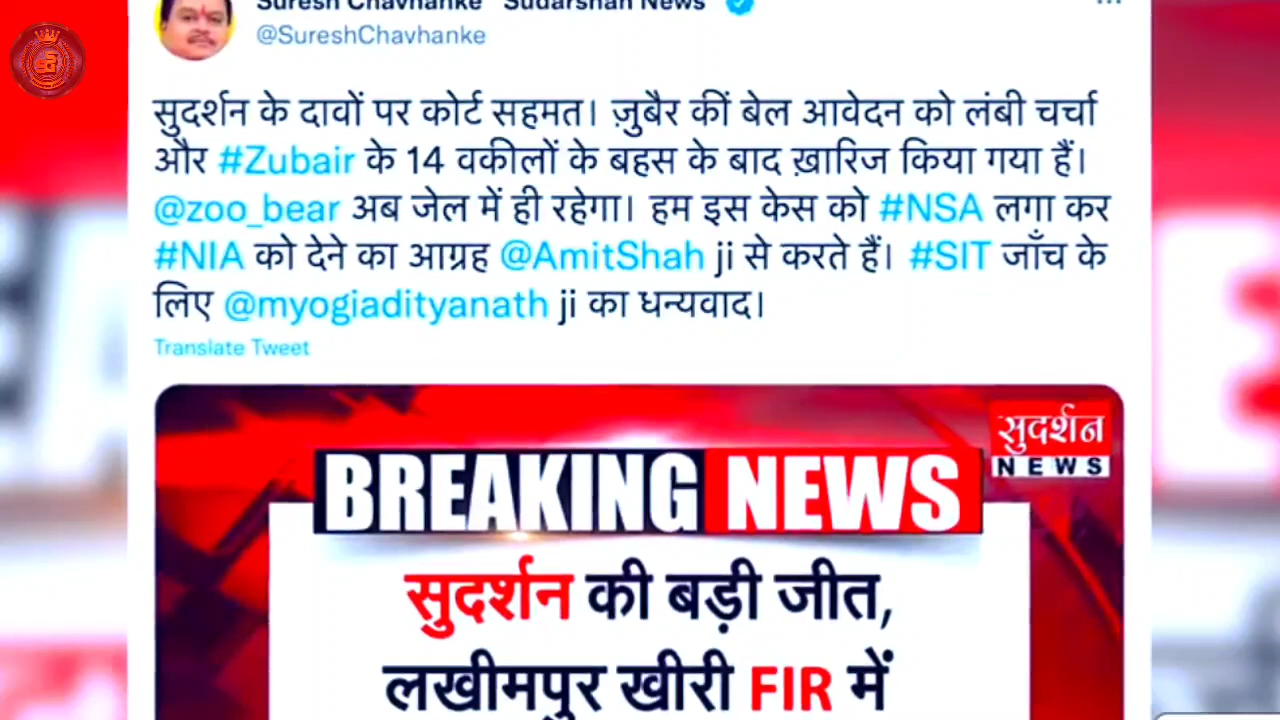 Suresh Chavhanke "Sudarshan News"
@SureshChavhanke
सुदर्शन के दावों पर कोर्ट सहमत। ज़ुबैर कीं बेल आवेदन को लंबी चर्चा
और #Zubair के 14 वकीलों के बहस के बाद ख़ारिज किया गया हैं।
@zoo_bear अब जेल में ही रहेगा। हम इस केस को #NSA लगा कर
#NIA को देने का आग्रह @AmitShah ji से करते हैं। #SIT जाँच के
लिए @myogiadityanath ji का धन्यवाद।
Translate Tweet
सुदर्शन
NEWS
BREAKING NEWS
सुदर्शन की बड़ी जीत,
लखीमपुर खीरी FIR में